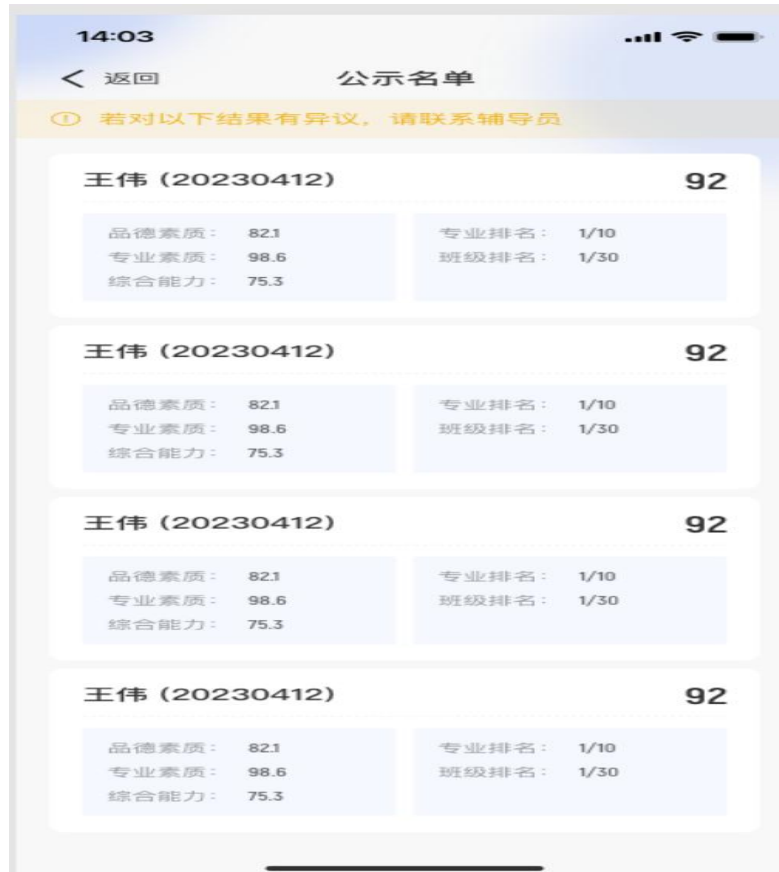 14:03
返回 公示名单
若对以下结果有异议，请联系辅导员
王伟（20230412） 92
品德素质： 82.1 专业排名： 1/10
专业素质： 98.6 班级排名： 1/30
综合能力： 75.3
王伟（20230412） 92
品德素质： 82.1 专业排名： 1/10
专业素质： 98.6 班级排名： 1/30
综合能力： 75.3
王伟（20230412） 92
品德素质： 82.1 专业排名： 1/10
专业素质： 98.6 班级排名： 1/30
综合能力： 75.3
王伟（20230412） 92
品德素质： 82.1 专业排名： 1/10
专业素质： 98.6 班级排名： 1/30
综合能力： 75.3